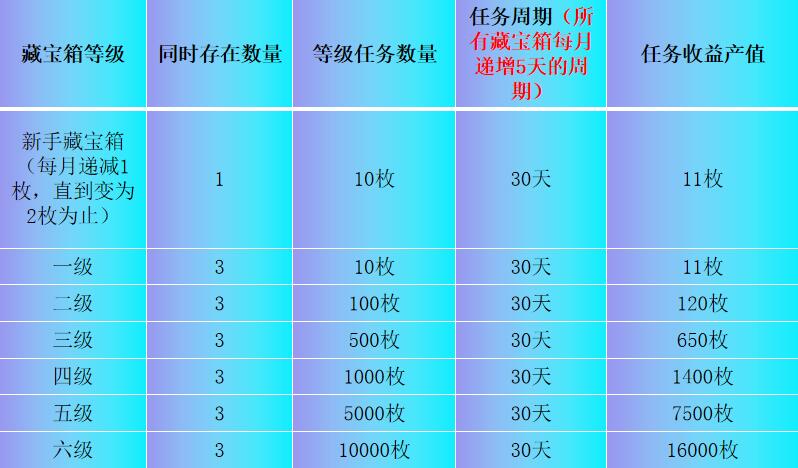 藏宝箱等级 同时存在数量 等级任务数量 任务周期（所
有藏宝箱每月
递增5天的周
期） 任务收益产值
新手藏宝箱
（每月递减1
枚，直到变为
2枚为止） 1 10枚 30天 11枚
一级 3 10枚 30天 11枚
二级 3 100枚 30天 120枚
三级 3 500枚 30天 650枚
四级 3 1000枚 30天 1400枚
五级 3 5000枚 30天 7500枚
六级 3 10000枚 30天 16000枚